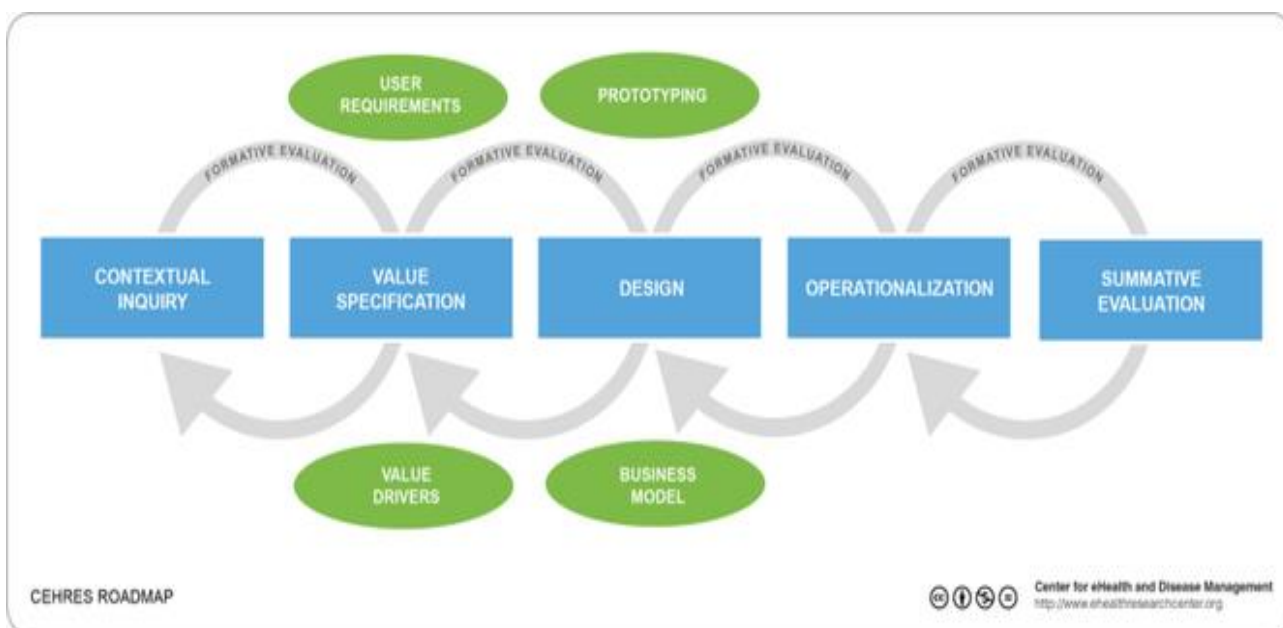 USER
REQUIREMENTS
PROTOTYPING
FORMATIVE EVALUATION
FORMATIVE EVALUATION
FORMATIVE EVALUATION
FORMATIVE EVALUATION
CONTEXTUAL
INQUIRY
VALUE
SPECIFICATION
DESIGN
OPERATIONALIZATION
SUMMATIVE
EVALUATION
VALUE
DRIVERS
BUSINESS
MODEL
CEHRES ROADMAP
cc
Center for eHealth and Disease Management
http://www.ehealthresearchcenter.org